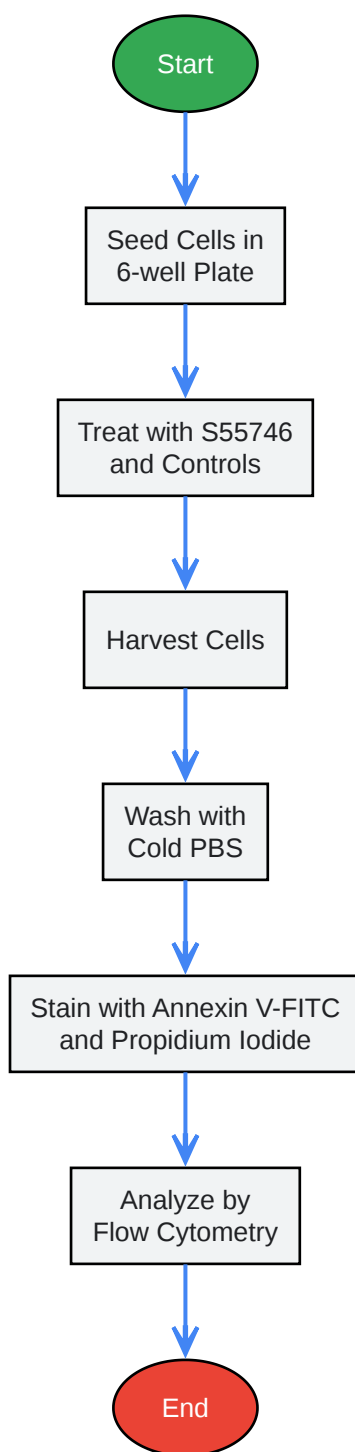 Start
Seed Cells in
6-well Plate
Treat with S55746
and Controls
Harvest Cells
Wash with
Cold PBS
Stain with Annexin V-FITC
and Propidium Iodide
Analyze by
Flow Cytometry
End